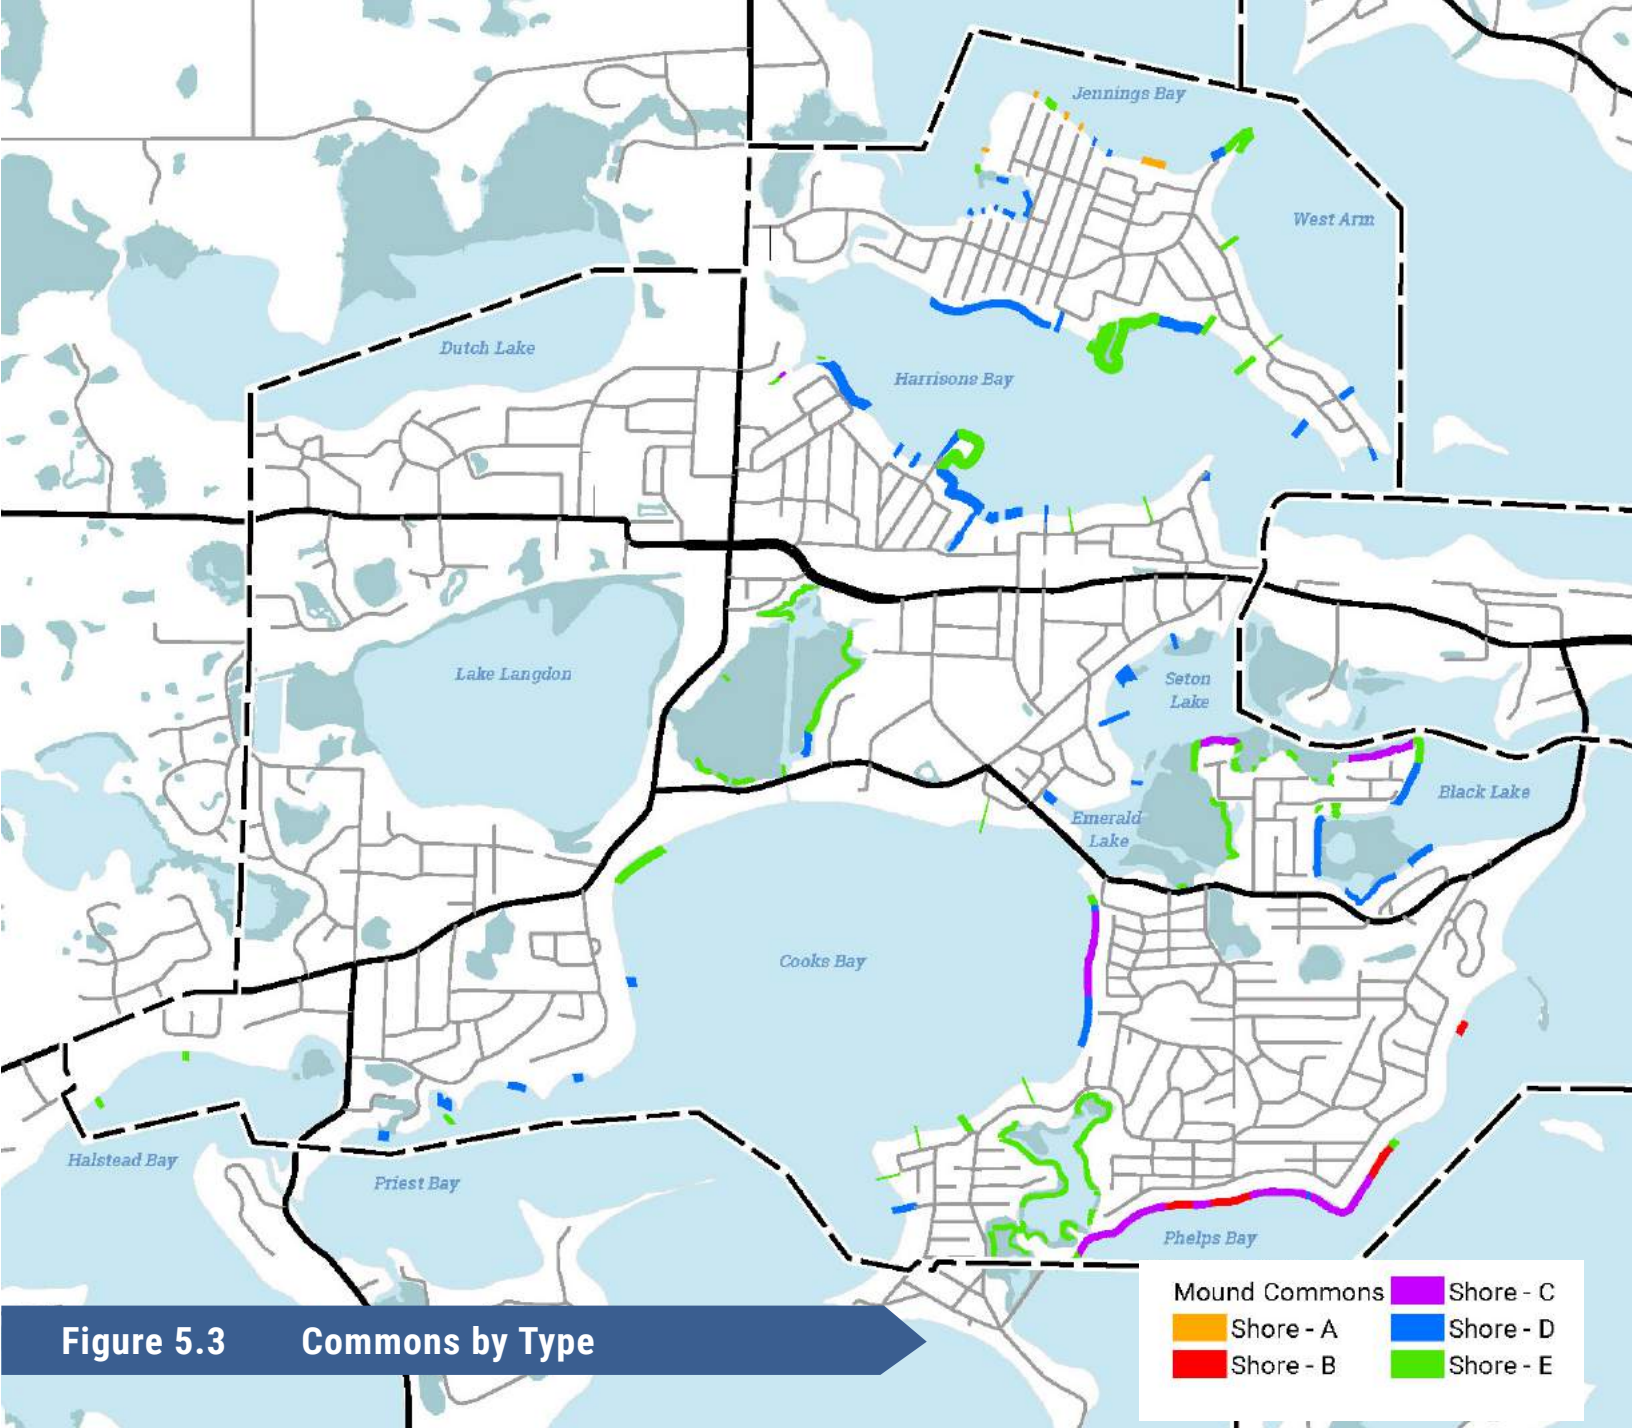 Jennings Bay
West Arm
Dutch Lake
Harrisons Bay
Lake Langdon
Seton
Lake
Black Lake
Emerald
Lake
Cooks Bay
Halstead Bay
Priest Bay
Phelps Bay
Mound Commons
Shore - A
Shore - B
Shore - C
Shore - D
Shore - E
Figure 5.3 Commons by Type